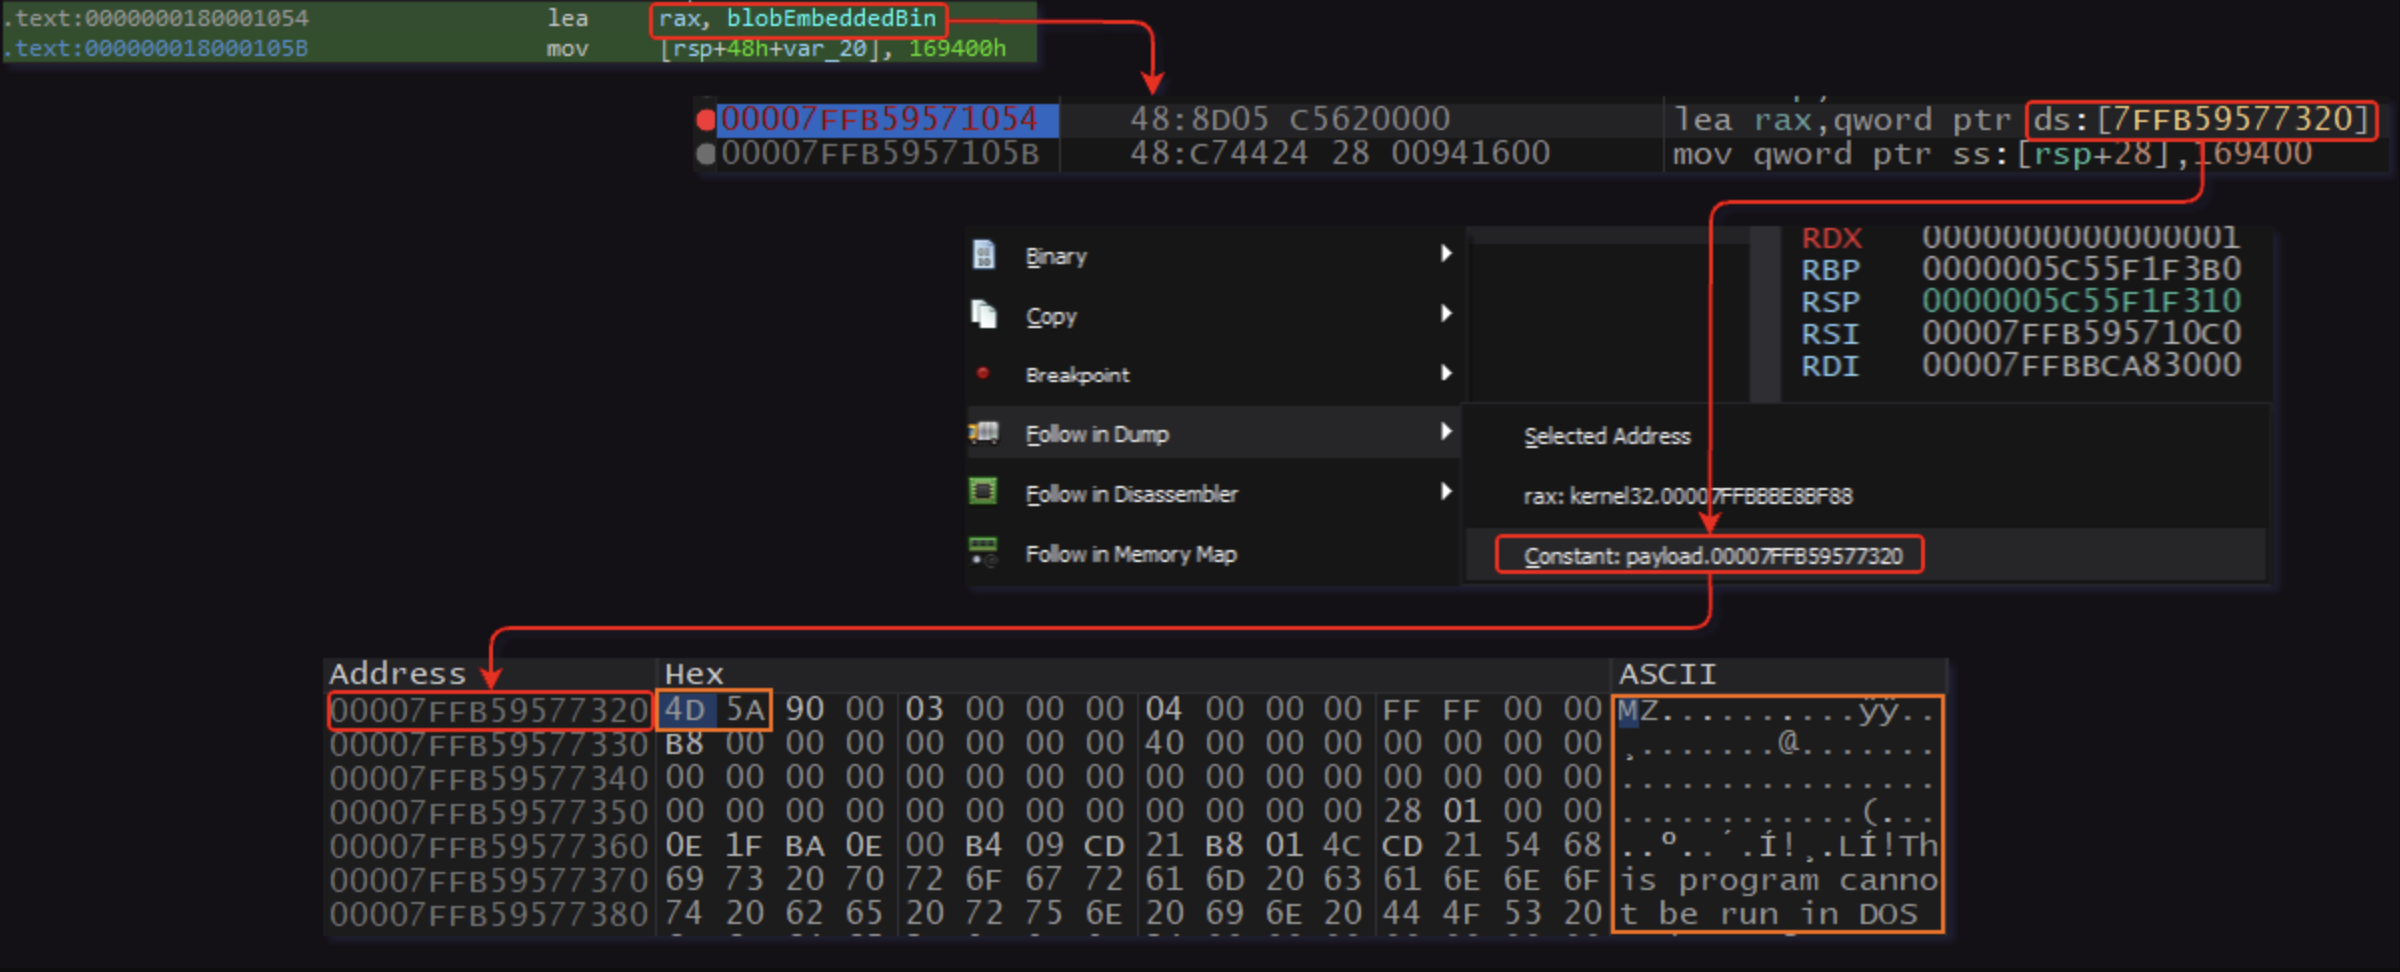 .text:0000000180001054 lea rax, blobEmbeddedBin
.text:000000018000105B mov [rsp+48h+var_20], 169400h
00007FFB59571054 48:8D05 C5620000 lea rax,qword ptr ds:[7FFB59577320]
00007FFB5957105B 48:C74424 28 00941600 mov qword ptr ss:[rsp+28],169400
Binary
Copy
Breakpoint
Follow in Dump
Follow in Disassembler
Follow in Memory Map
RDX 0000000000000001
RBP 0000005C55F1F3B0
RSP 0000005C55F1F310
RSI 00007FFB595710C0
RDI 00007FFBBCA83000
Selected Address
rax: kernel32.00007FFBBBE8BF88
Constant: payload.00007FFB59577320
Address Hex ASCII
00007FFB59577320 4D 5A 90 00 03 00 00 00 04 00 00 00 FF FF 00 00 MZ..........ÿÿ..
00007FFB59577330 B8 00 00 00 00 00 00 00 40 00 00 00 00 00 00 00 ¸.......@.......
00007FFB59577340 00 00 00 00 00 00 00 00 00 00 00 00 00 00 00 00 ................
00007FFB59577350 00 00 00 00 00 00 00 00 00 00 00 00 28 01 00 00 ............(...
00007FFB59577360 0E 1F BA 0E 00 B4 09 CD 21 B8 01 4C CD 21 54 68 ..º..´.Í!¸.LÍ!Th
00007FFB59577370 69 73 20 70 72 6F 67 72 61 6D 20 63 61 6E 6E 6F is program canno
00007FFB59577380 74 20 62 65 20 72 75 6E 20 69 6E 20 44 4F 53 20 t be run in DOS